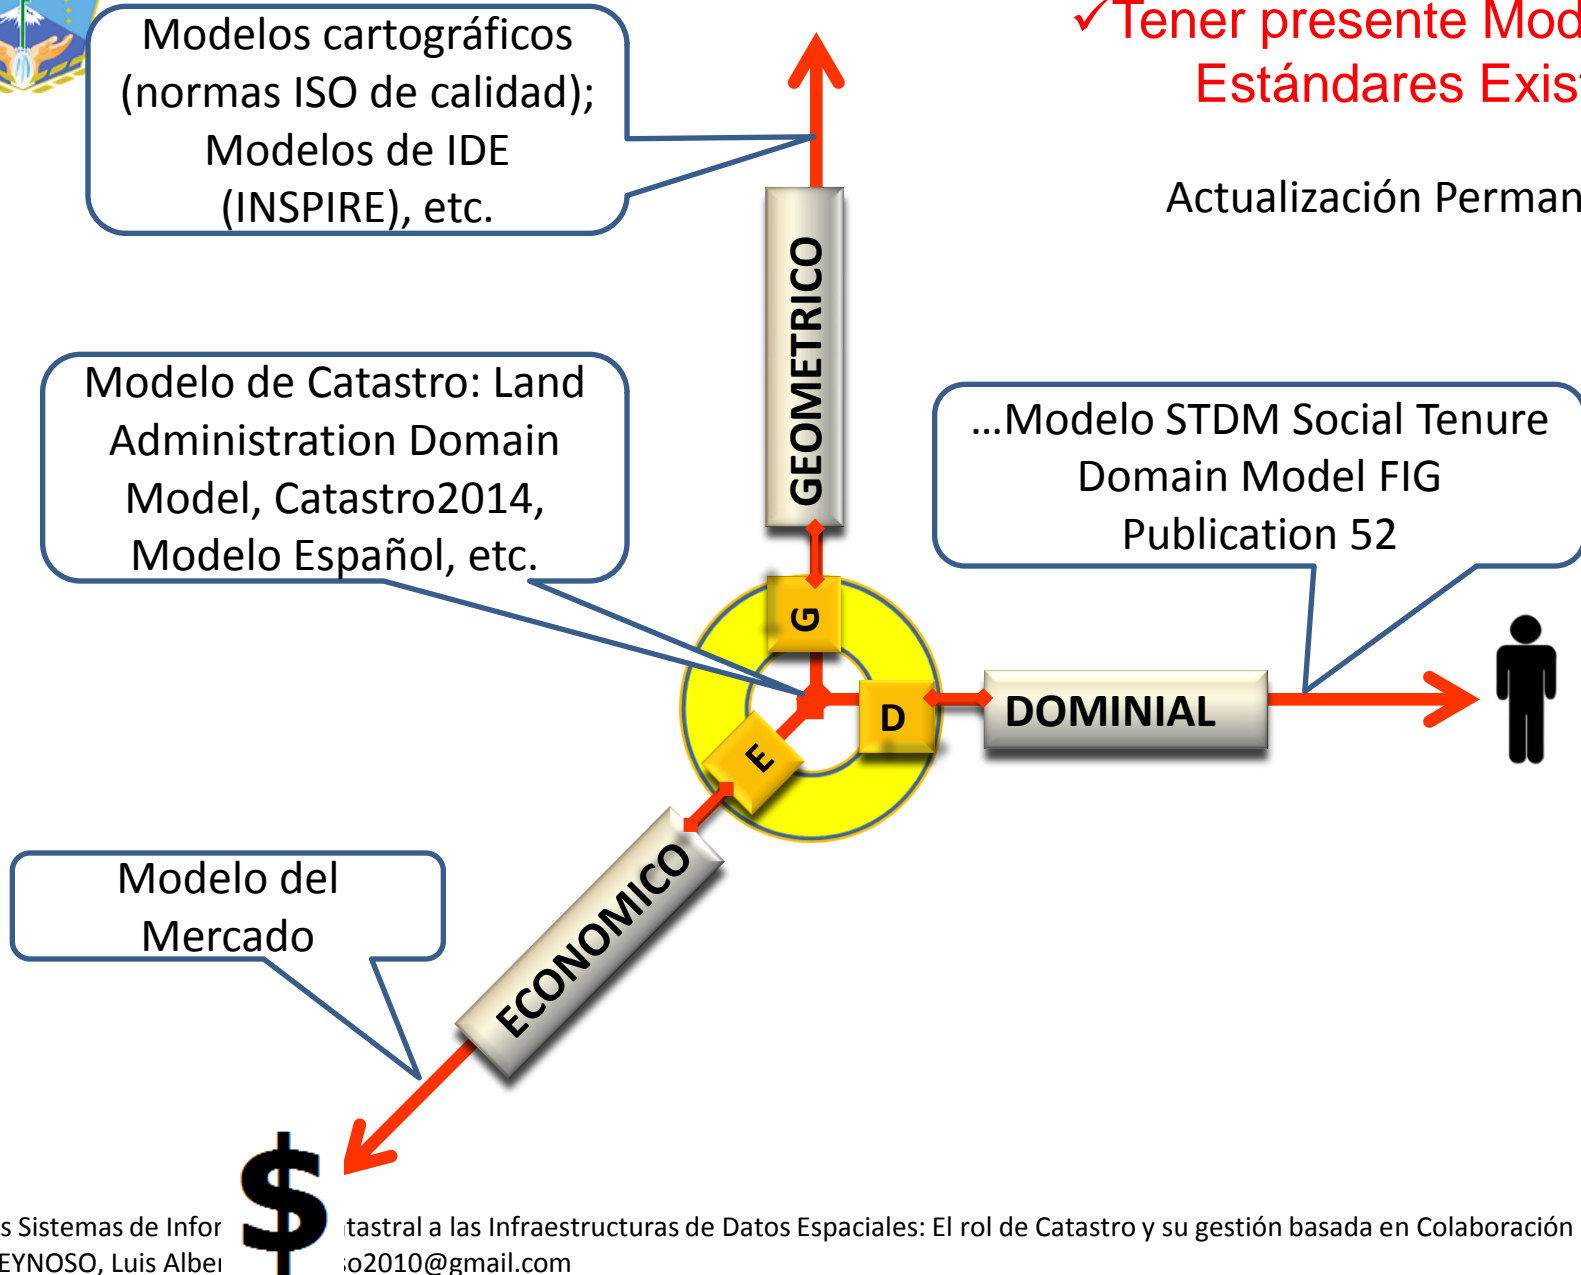 Modelos cartográficos
(normas ISO de calidad);
Modelos de IDE
(INSPIRE), etc.
✓Tener presente Mod
Estándares Exis
Actualización Perman
GEOMETRICO
Modelo de Catastro: Land
Administration Domain
Model, Catastro2014,
Modelo Español, etc.
...Modelo STDM Social Tenure
Domain Model FIG
Publication 52
G
D
DOMINIAL
E
ECONOMICO
Modelo del
Mercado
$
s Sistemas de Infor tastral a las Infraestructuras de Datos Espaciales: El rol de Catastro y su gestión basada en Colaboración
EYNOSO, Luis Alber so2010@gmail.com